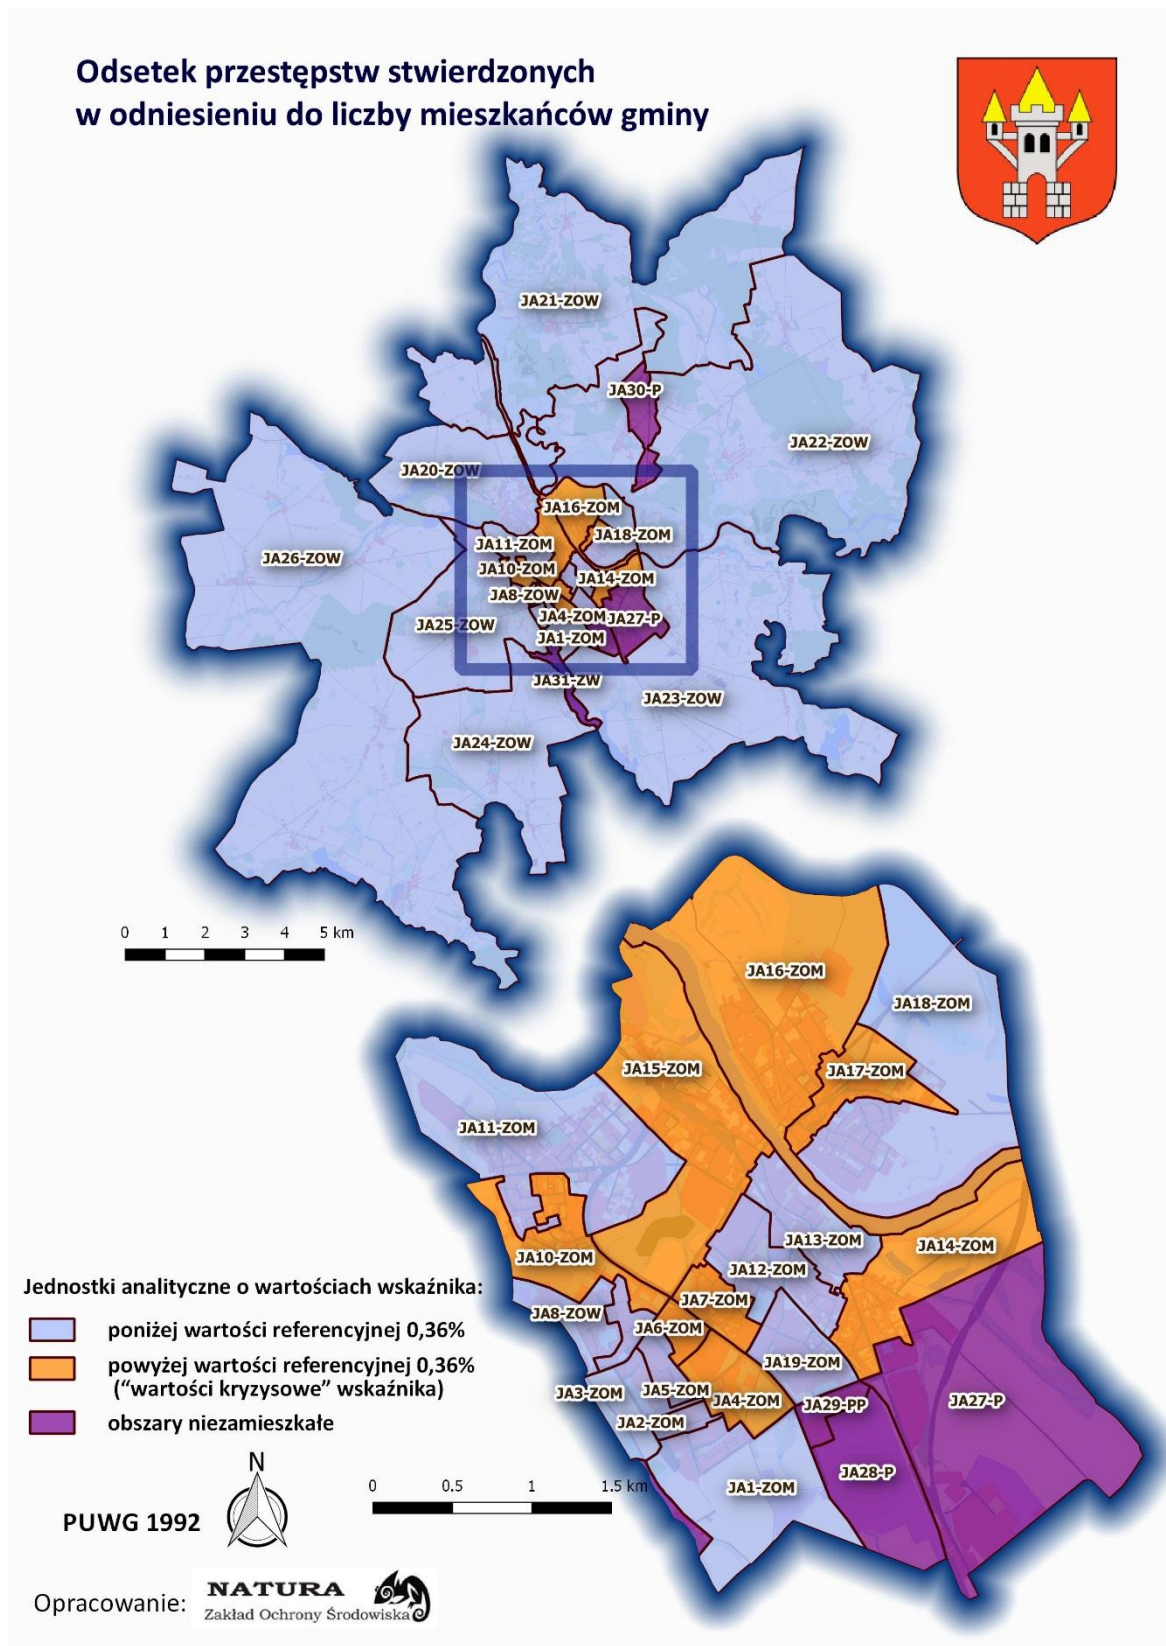 Odsetek przestępstw stwierdzonych
w odniesieniu do liczby mieszkańców gminy
JA21-ZOW
JA30-P
JA22-ZOW
JA20-ZOW
JA16-ZOM
JA18-ZOM
JA11-ZOM
JA26-ZOW
JA10-ZOM
JA14-ZOM
JA8-ZOW
JA4-ZOM
JA27-P
JA25-ZOW
JA1-ZOM
JA31-ZW
JA23-ZOW
JA24-ZOW
0 1 2 3 4 5 km
JA16-ZOM
JA18-ZOM
JA15-ZOM
JA17-ZOM
JA11-ZOM
JA13-ZOM
JA14-ZOM
JA10-ZOM
JA12-ZOM
JA7-ZOM
JA8-ZOW
JA6-ZOM
JA19-ZOM
JA3-ZOM
JA5-ZOM
JA4-ZOM
JA29-PP
JA27-P
JA2-ZOM
JA28-P
JA1-ZOM
Jednostki analityczne o wartościach wskaźnika:
poniżej wartości referencyjnej 0,36%
powyżej wartości referencyjnej 0,36%
(“wartości kryzysowe” wskaźnika)
obszary niezamieszkałe
N
0 0.5 1 1.5 km
PUWG 1992
Opracowanie:
NATURA
Zakład Ochrony Środowiska